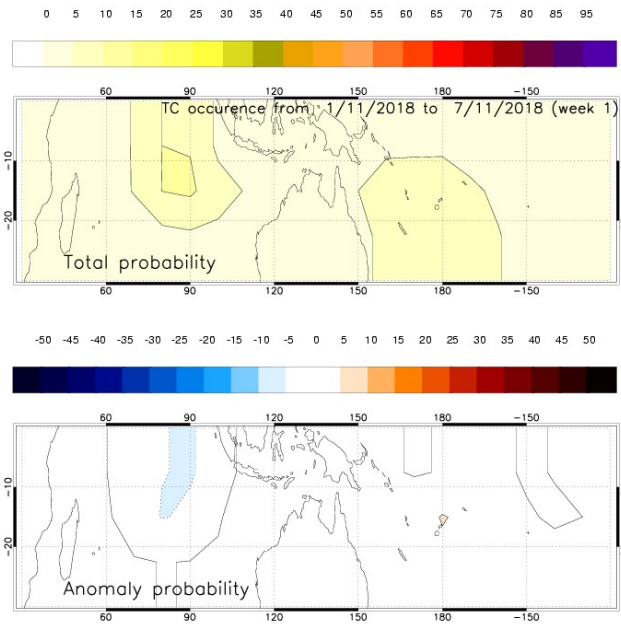 0 5 10 15 20 25 30 35 40 45 50 55 60 65 70 75 80 85 90 95
60 90 120 150 180 -150
TC occurence from 1/11/2018 to 7/11/2018 (week 1)
-10
-20
Total probability
60 90 120 150 180 -150
-50 -45 -40 -35 -30 -25 -20 -15 -10 -5 0 5 10 15 20 25 30 35 40 45 50
60 90 120 150 180 -150
-10
-20
Anomaly probability
60 90 120 150 180 -150